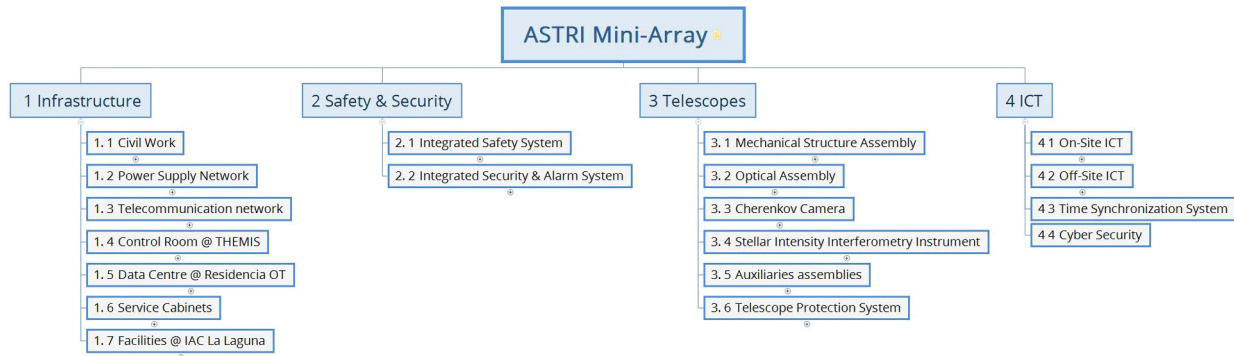 ASTRI Mini-Array
1 Infrastructure
1. 1 Civil Work
1. 2 Power Supply Network
1. 3 Telecommunication network
1. 4 Control Room @ THEMIS
1. 5 Data Centre @ Residencia OT
1. 6 Service Cabinets
1. 7 Facilities @ IAC La Laguna
2 Safety & Security
2. 1 Integrated Safety System
2. 2 Integrated Security & Alarm System
3 Telescopes
3. 1 Mechanical Structure Assembly
3. 2 Optical Assembly
3. 3 Cherenkov Camera
3. 4 Stellar Intensity Interferometry Instrument
3. 5 Auxiliaries assemblies
3. 6 Telescope Protection System
4 ICT
4 1 On-Site ICT
4 2 Off-Site ICT
4 3 Time Synchronization System
4 4 Cyber Security